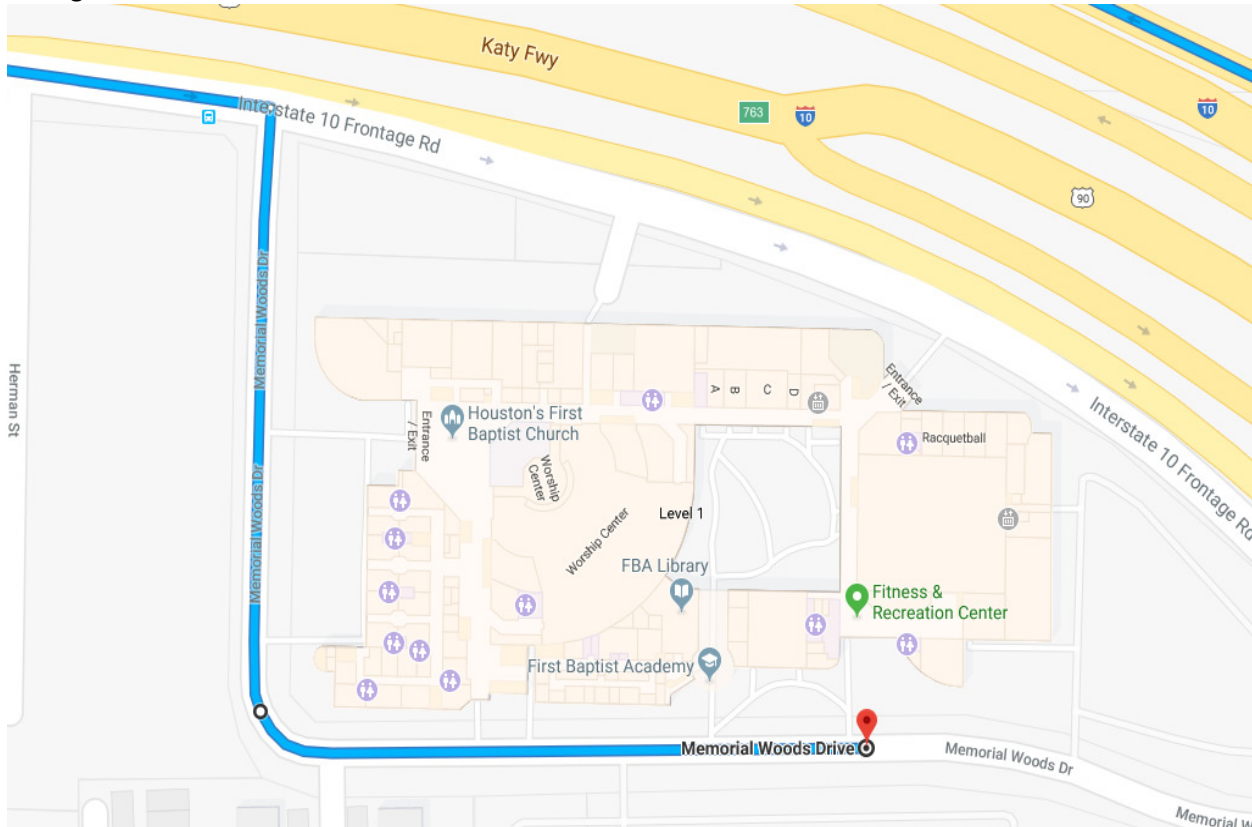 Katy Fwy
763
10
10
90
Interstate 10 Frontage Rd
Memorial Woods Dr
Memorial Woods Dr
Herman St
Entrance
/ Exit
Houston's First
Baptist Church
Worship
Center
Worship Center
A
B
C
D
Entrance
/ Exit
Racquetball
Interstate 10 Frontage Rd
Level 1
FBA Library
Fitness &
Recreation Center
First Baptist Academy
Memorial Woods Drive
Memorial Woods Dr
Memorial W